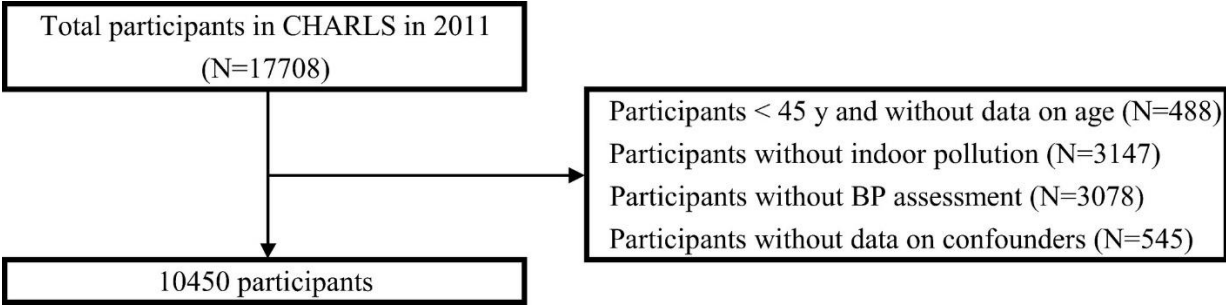 Total participants in CHARLS in 2011
(N=17708)
Participants < 45 y and without data on age (N=488)
Participants without indoor pollution (N=3147)
Participants without BP assessment (N=3078)
Participants without data on confounders (N=545)
10450 participants